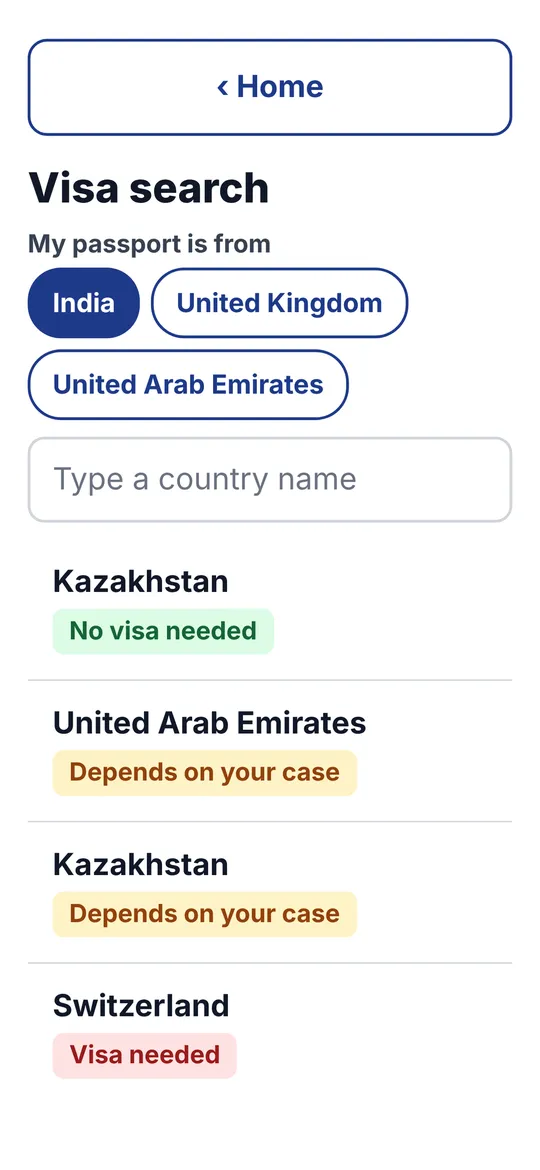 ‹ Home
Visa search
My passport is from
India
United Kingdom
United Arab Emirates
Type a country name
Kazakhstan
No visa needed
United Arab Emirates
Depends on your case
Kazakhstan
Depends on your case
Switzerland
Visa needed